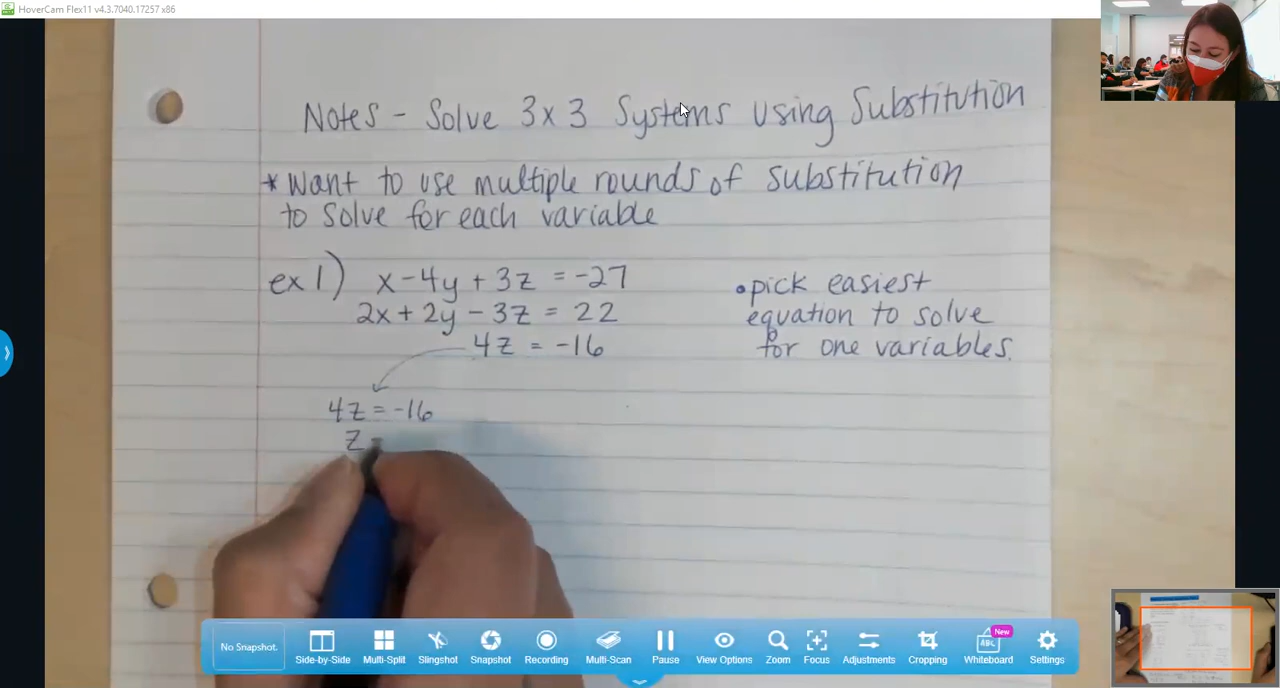 HoverCam Flex11 v4.3.7040.17257 x86
Notes - Solve 3x3 Systems Using Substitution
* Want to use multiple rounds of substitution
to solve for each variable
ex 1) x - 4y + 3z = -27
2x + 2y - 3z = 22
4z = -16
• pick easiest
equation to solve
for one variables.
4z = -16
z =
No Snapshot.
Side-by-Side
Multi-Split
Slingshot
Snapshot
Recording
Multi-Scan
Pause
View Options
Zoom
Focus
Adjustments
Cropping
ABC
New
Whiteboard
Settings